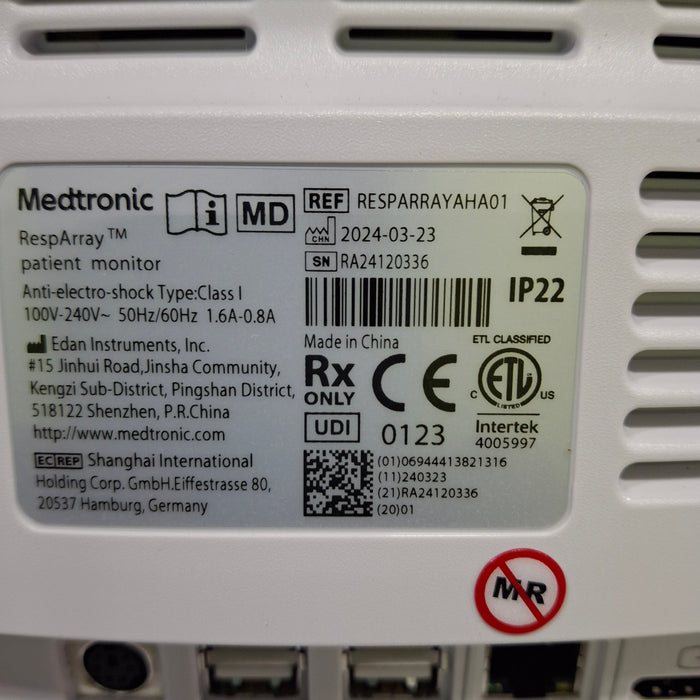 Medtronic
RespArray™
patient monitor
Anti-electro-shock Type:Class I
100V-240V~ 50Hz/60Hz 1.6A-0.8A
Edan Instruments, Inc.
#15 Jinhui Road,Jinsha Community,
Kengzi Sub-District, Pingshan District,
518122 Shenzhen, P.R.China
http://www.medtronic.com
EC REP Shanghai International
Holding Corp. GmbH.Eiffestrasse 80,
20537 Hamburg, Germany
MD
REF RESPARRAYAHA01
CHN 2024-03-23
SN RA24120336
IP22
Made in China
Rx
ONLY
CE
0123
UDI
ETL CLASSIFIED
ETL
LISTED
C US
Intertek
4005997
(01)06944413821316
(11)240323
(21)RA24120336
(20)01
MR